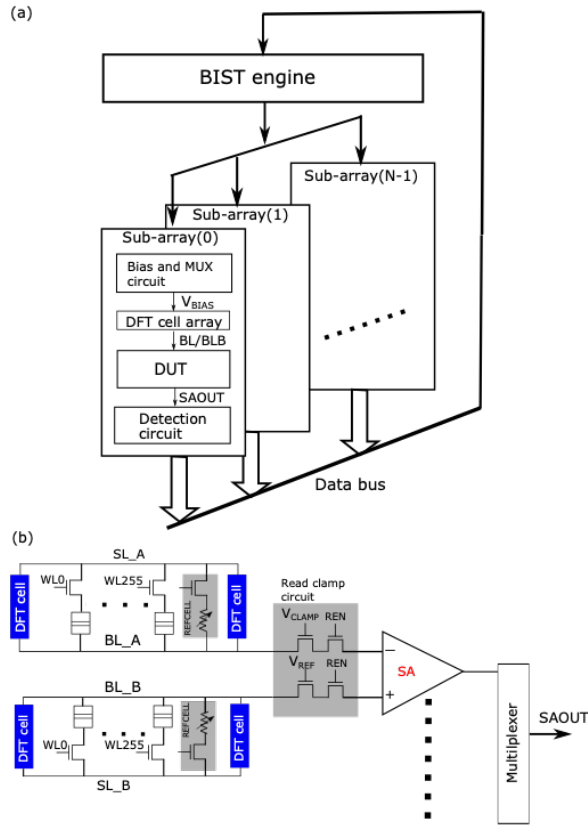 (a)
BIST engine
Sub-array(N-1)
Sub-array(1)
Sub-array(0)
Bias and MUX
circuit
VBIAS
DFT cell array
BL/BLB
DUT
SAOUT
Detection
circuit
Data bus
(b)
SL_A
DFT cell
WL0
WL255
REFCELL
DFT cell
BL_A
Read clamp
circuit
VCLAMP
REN
VREF
REN
SA
BL_B
DFT cell
WL0
WL255
REFCELL
DFT cell
SL_B
Multilplexer
SAOUT